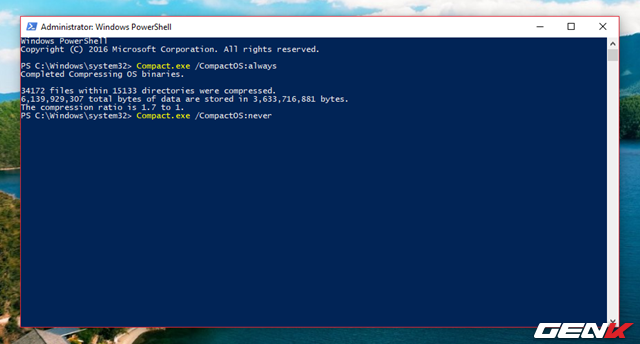 Administrator: Windows PowerShell
Windows PowerShell
Copyright (C) 2016 Microsoft Corporation. All rights reserved.
PS C:\Windows\system32> Compact.exe /CompactOS:always
Completed Compressing OS binaries.
34172 files within 15133 directories were compressed.
6,139,929,307 total bytes of data are stored in 3,633,716,881 bytes.
The compression ratio is 1.7 to 1.
PS C:\Windows\system32> Compact.exe /CompactOS:never
GENK